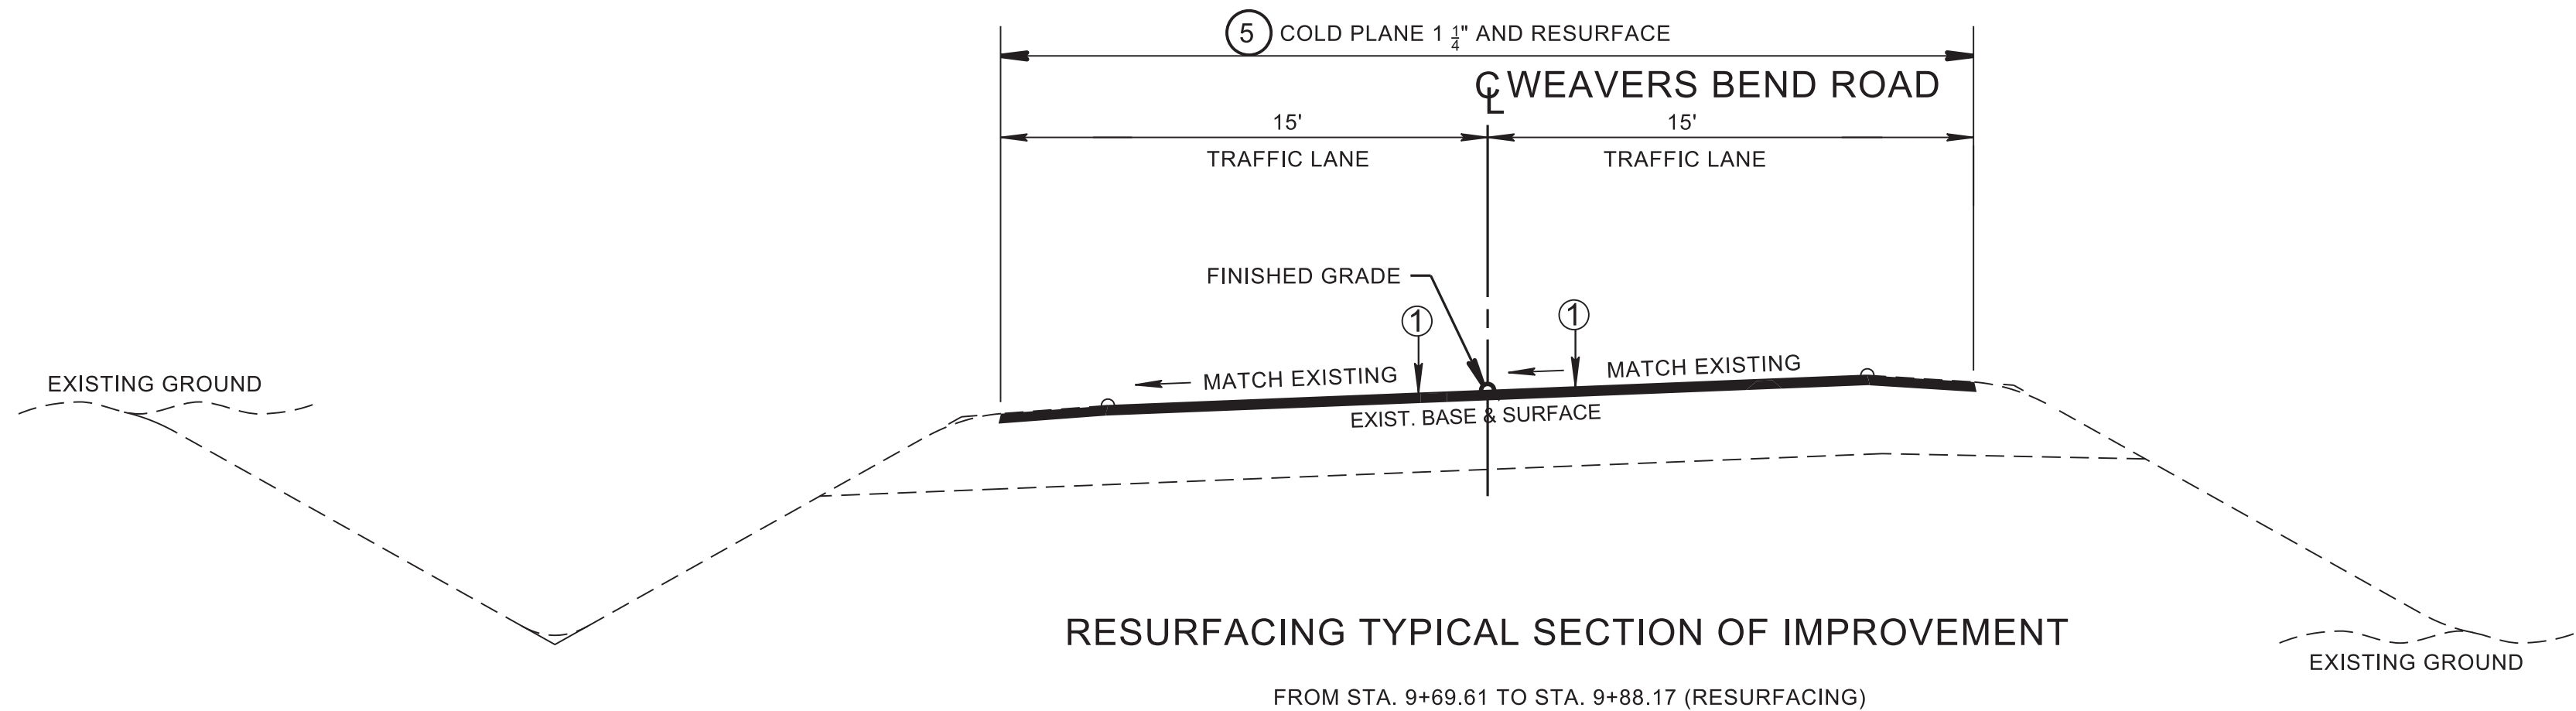 5 COLD PLANE 1 1/4" AND RESURFACE
CL WEAVERS BEND ROAD
15' 15'
TRAFFIC LANE TRAFFIC LANE
FINISHED GRADE
1 1
MATCH EXISTING MATCH EXISTING
EXISTING GROUND
EXIST. BASE & SURFACE
RESURFACING TYPICAL SECTION OF IMPROVEMENT
EXISTING GROUND
FROM STA. 9+69.61 TO STA. 9+88.17 (RESURFACING)